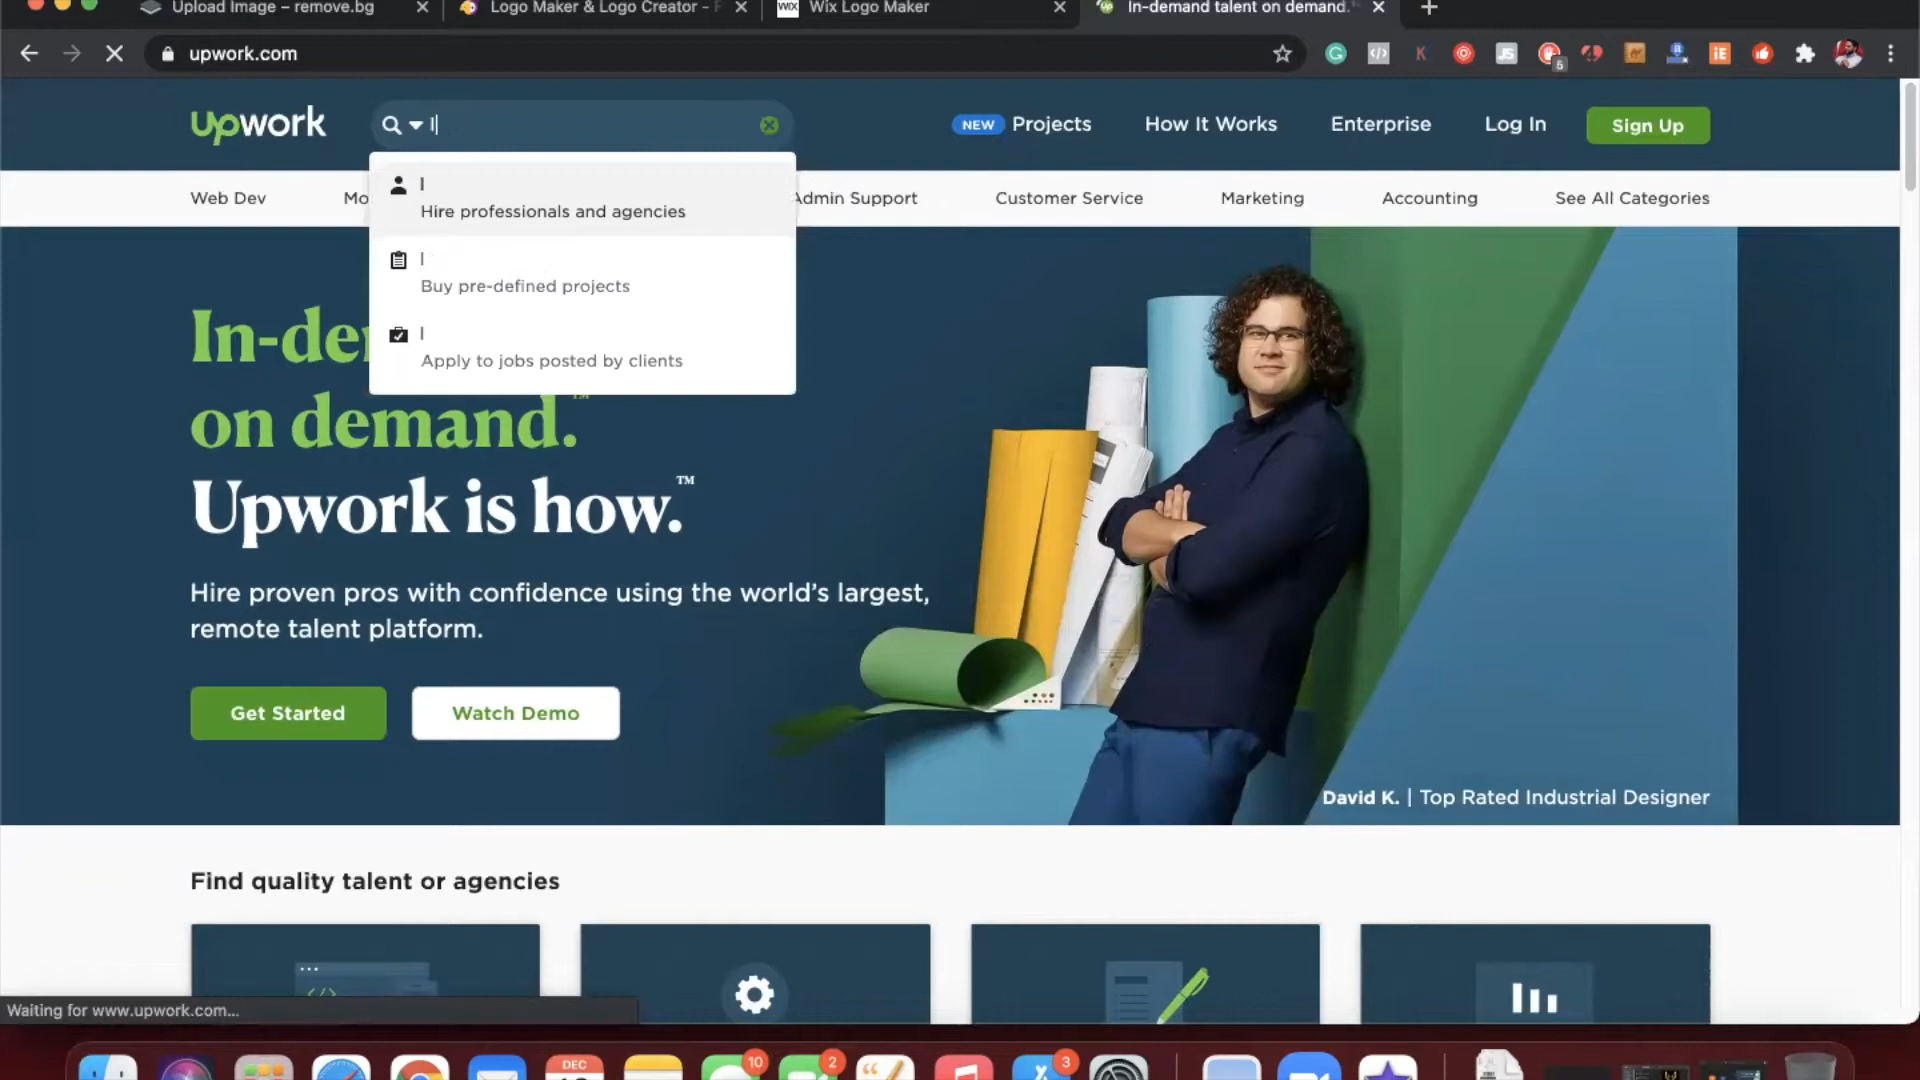 Upload Image – remove.bg
Logo Maker & Logo Creator - F
WIX
Wix Logo Maker
In-demand talent on demand.™
upwork.com
5
upwork
l
NEW Projects
How It Works
Enterprise
Log In
Sign Up
l
Hire professionals and agencies
l
Buy pre-defined projects
l
Apply to jobs posted by clients
Web Dev
Mo
Admin Support
Customer Service
Marketing
Accounting
See All Categories
In-de
on demand.™
Upwork is how.™
Hire proven pros with confidence using the world's largest,
remote talent platform.
Get Started
Watch Demo
David K. | Top Rated Industrial Designer
Find quality talent or agencies
Waiting for www.upwork.com...
DEC
10
2
3